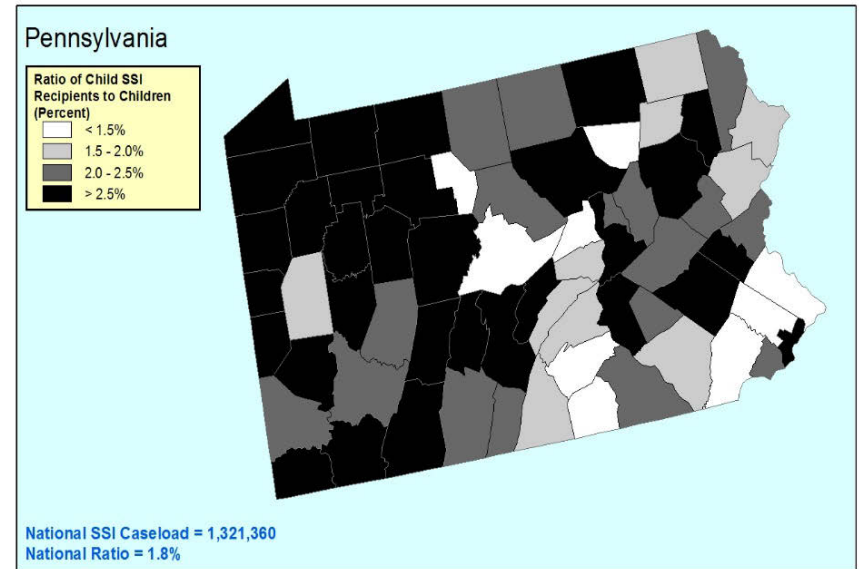 Pennsylvania
Ratio of Child SSI
Recipients to Children
(Percent)
< 1.5%
1.5 - 2.0%
2.0 - 2.5%
> 2.5%
National SSI Caseload = 1,321,360
National Ratio = 1.8%